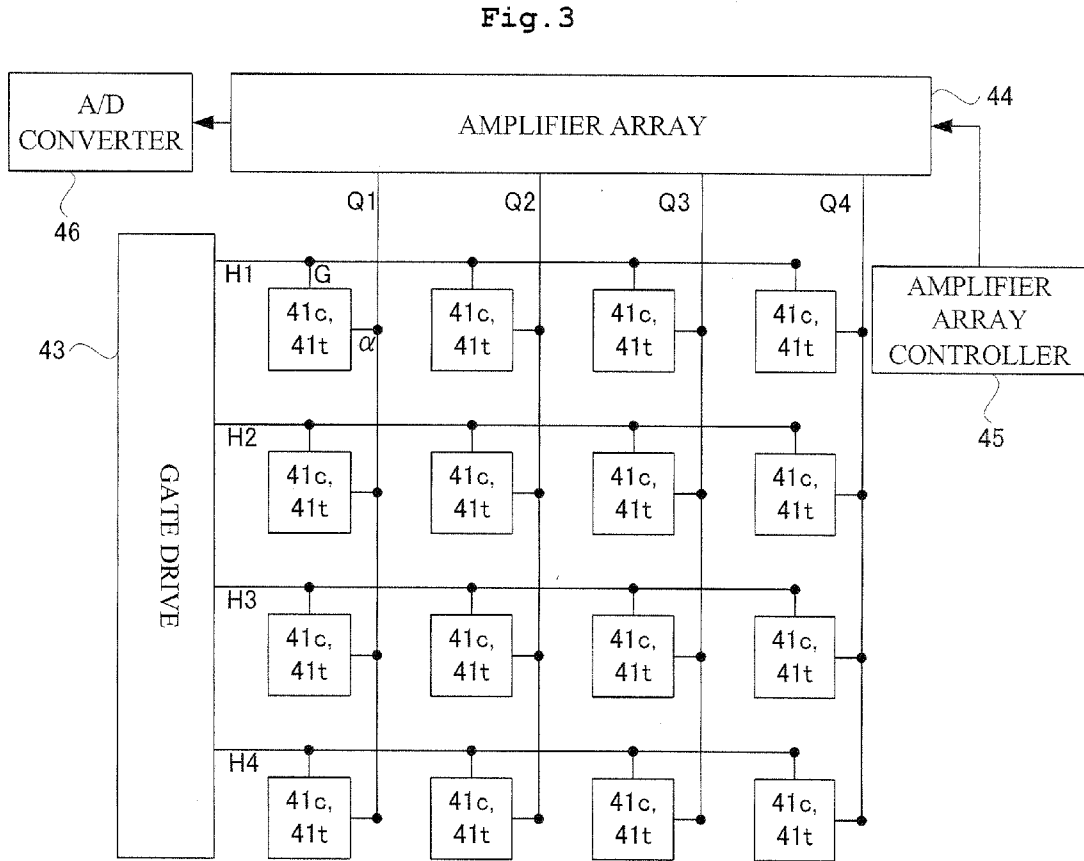 Fig.3
A/D
CONVERTER
AMPLIFIER ARRAY
44
46
Q1
Q2
Q3
Q4
H1
G
41c,
41t
α
41c,
41t
41c,
41t
41c,
41t
AMPLIFIER
ARRAY
CONTROLLER
43
45
H2
41c,
41t
41c,
41t
41c,
41t
41c,
41t
GATE DRIVE
H3
41c,
41t
41c,
41t
41c,
41t
41c,
41t
H4
41c,
41t
41c,
41t
41c,
41t
41c,
41t